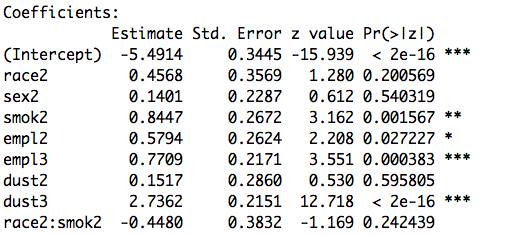 Coefficients:
Estimate Std. Error z value Pr(>|z|)
(Intercept) -5.4914 0.3445 -15.939 < 2e-16 ***
race2 0.4568 0.3569 1.280 0.200569
sex2 0.1401 0.2287 0.612 0.540319
smok2 0.8447 0.2672 3.162 0.001567 **
empl2 0.5794 0.2624 2.208 0.027227 *
empl3 0.7709 0.2171 3.551 0.000383 ***
dust2 0.1517 0.2860 0.530 0.595805
dust3 2.7362 0.2151 12.718 < 2e-16 ***
race2:smok2 -0.4480 0.3832 -1.169 0.242439